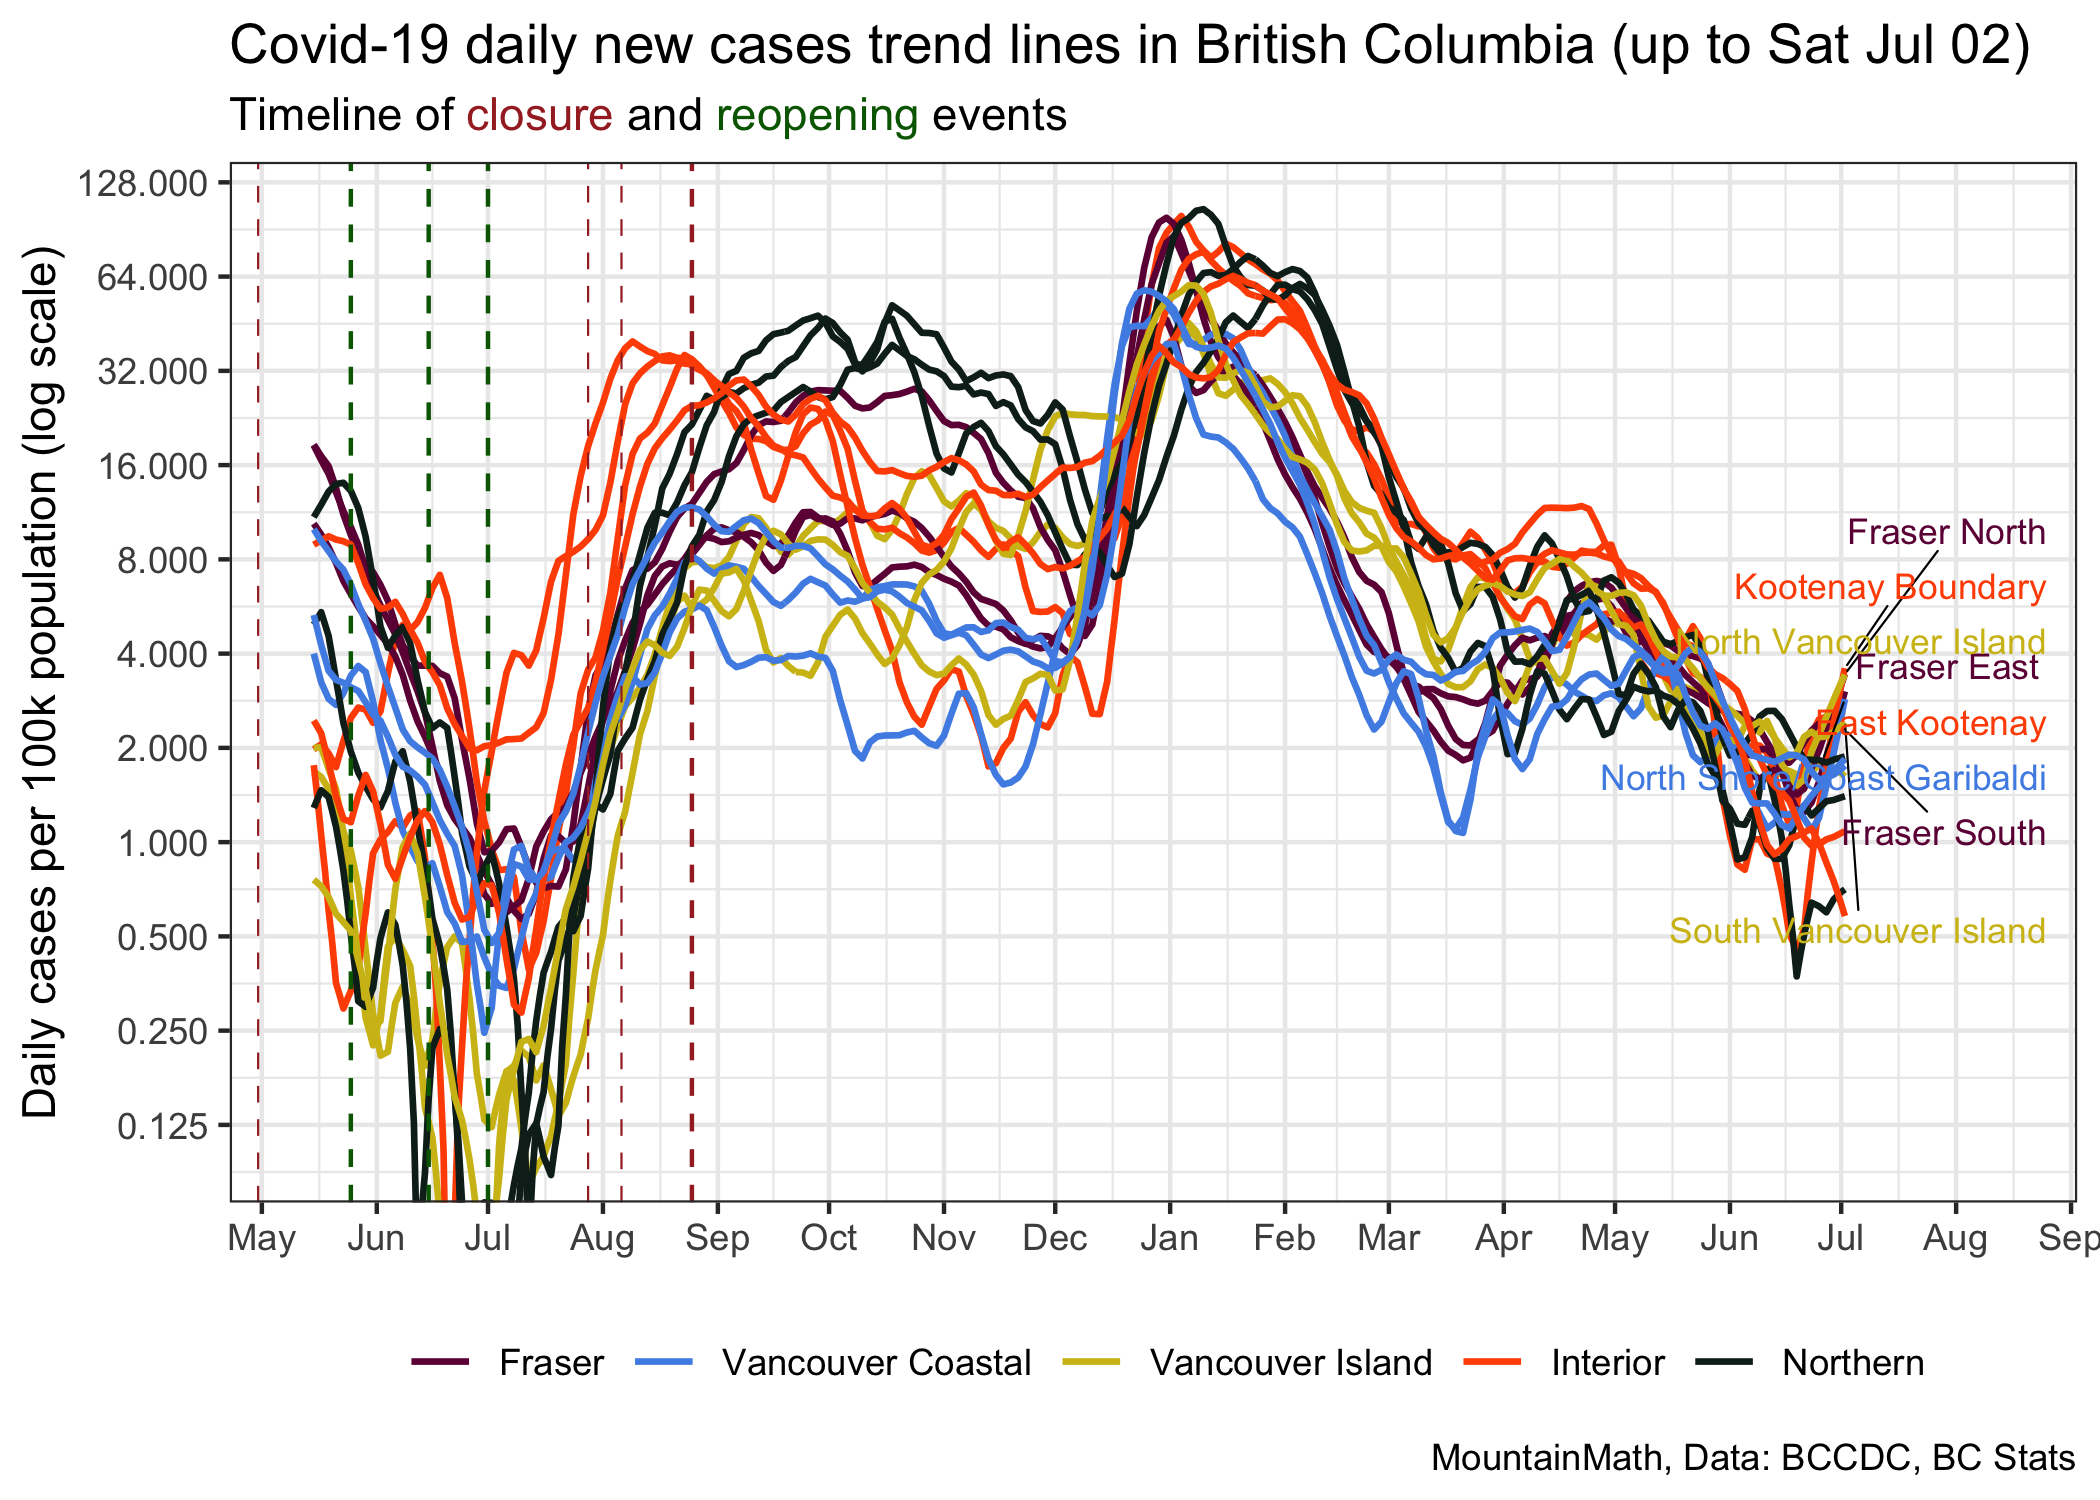 Covid-19 daily new cases trend lines in British Columbia (up to Sat Jul 02)
Timeline of closure and reopening events
Daily cases per 100k population (log scale)
128.000
64.000
32.000
16.000
8.000
4.000
2.000
1.000
0.500
0.250
0.125
Fraser North
Kootenay Boundary
North Vancouver Island
Fraser East
East Kootenay
North Shore/Coast Garibaldi
Fraser South
South Vancouver Island
May Jun Jul Aug Sep Oct Nov Dec Jan Feb Mar Apr May Jun Jul Aug Sep
Fraser Vancouver Coastal Vancouver Island Interior Northern
MountainMath, Data: BCCDC, BC Stats